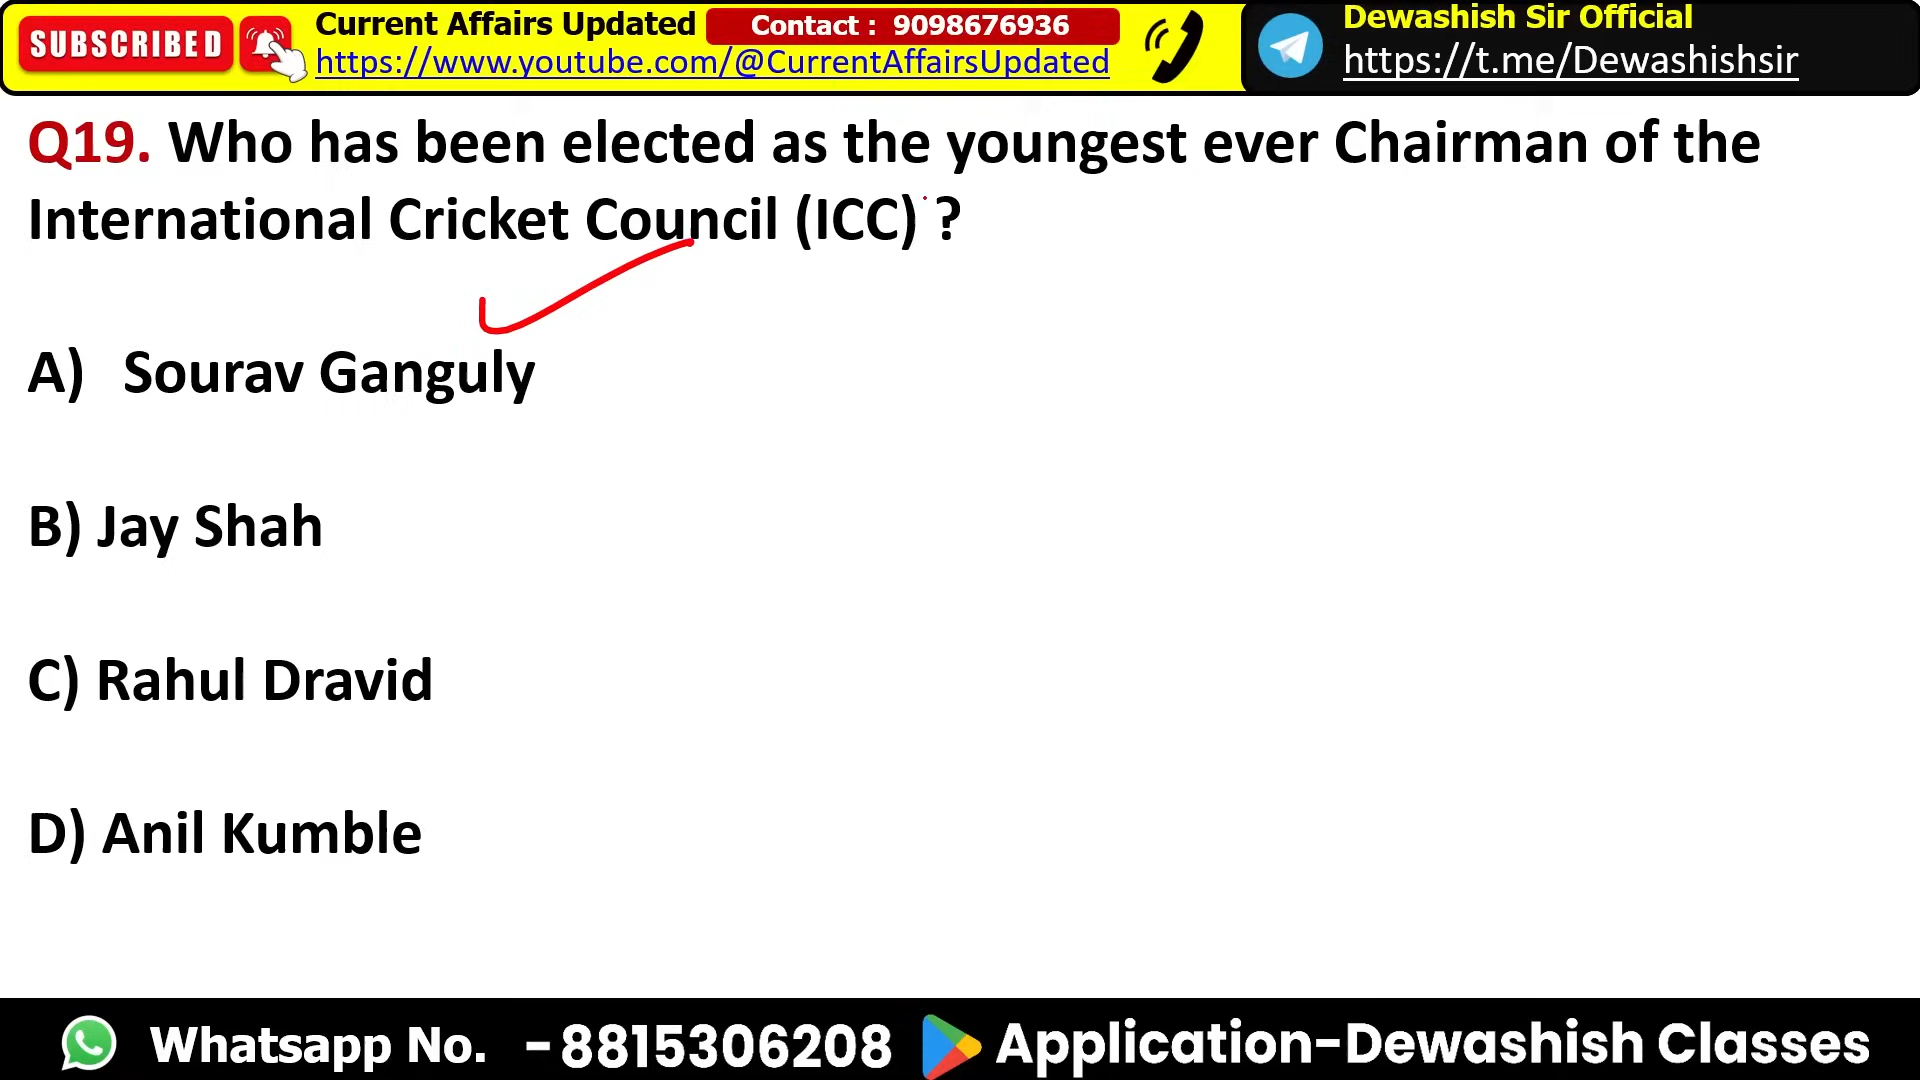 SUBSCRIBED
Current Affairs Updated
Contact : 9098676936
https://www.youtube.com/@CurrentAffairsUpdated
Dewashish Sir Official
https://t.me/Dewashishsir
Q19. Who has been elected as the youngest ever Chairman of the
International Cricket Council (ICC) ?
A) Sourav Ganguly
B) Jay Shah
C) Rahul Dravid
D) Anil Kumble
Whatsapp No. -8815306208
Application-Dewashish Classes